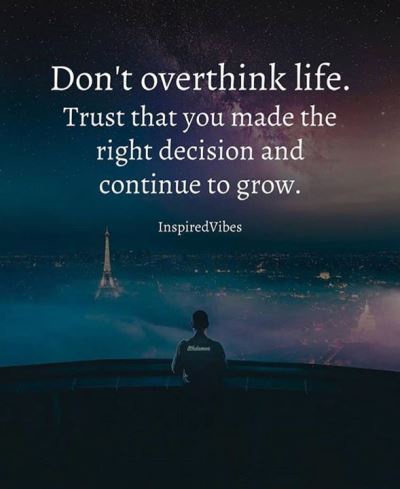 Don't overthink life.
Trust that you made the
right decision and
continue to grow.
InspiredVibes